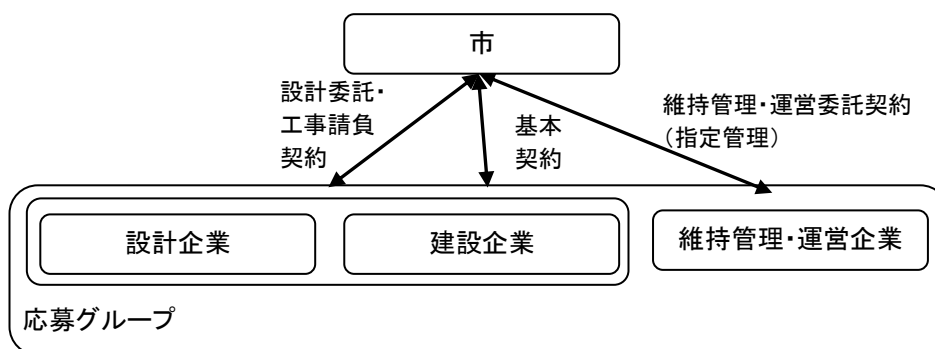 市
設計委託・
工事請負
契約
基本
契約
維持管理・運営委託契約
（指定管理）
設計企業
建設企業
維持管理・運営企業
応募グループ